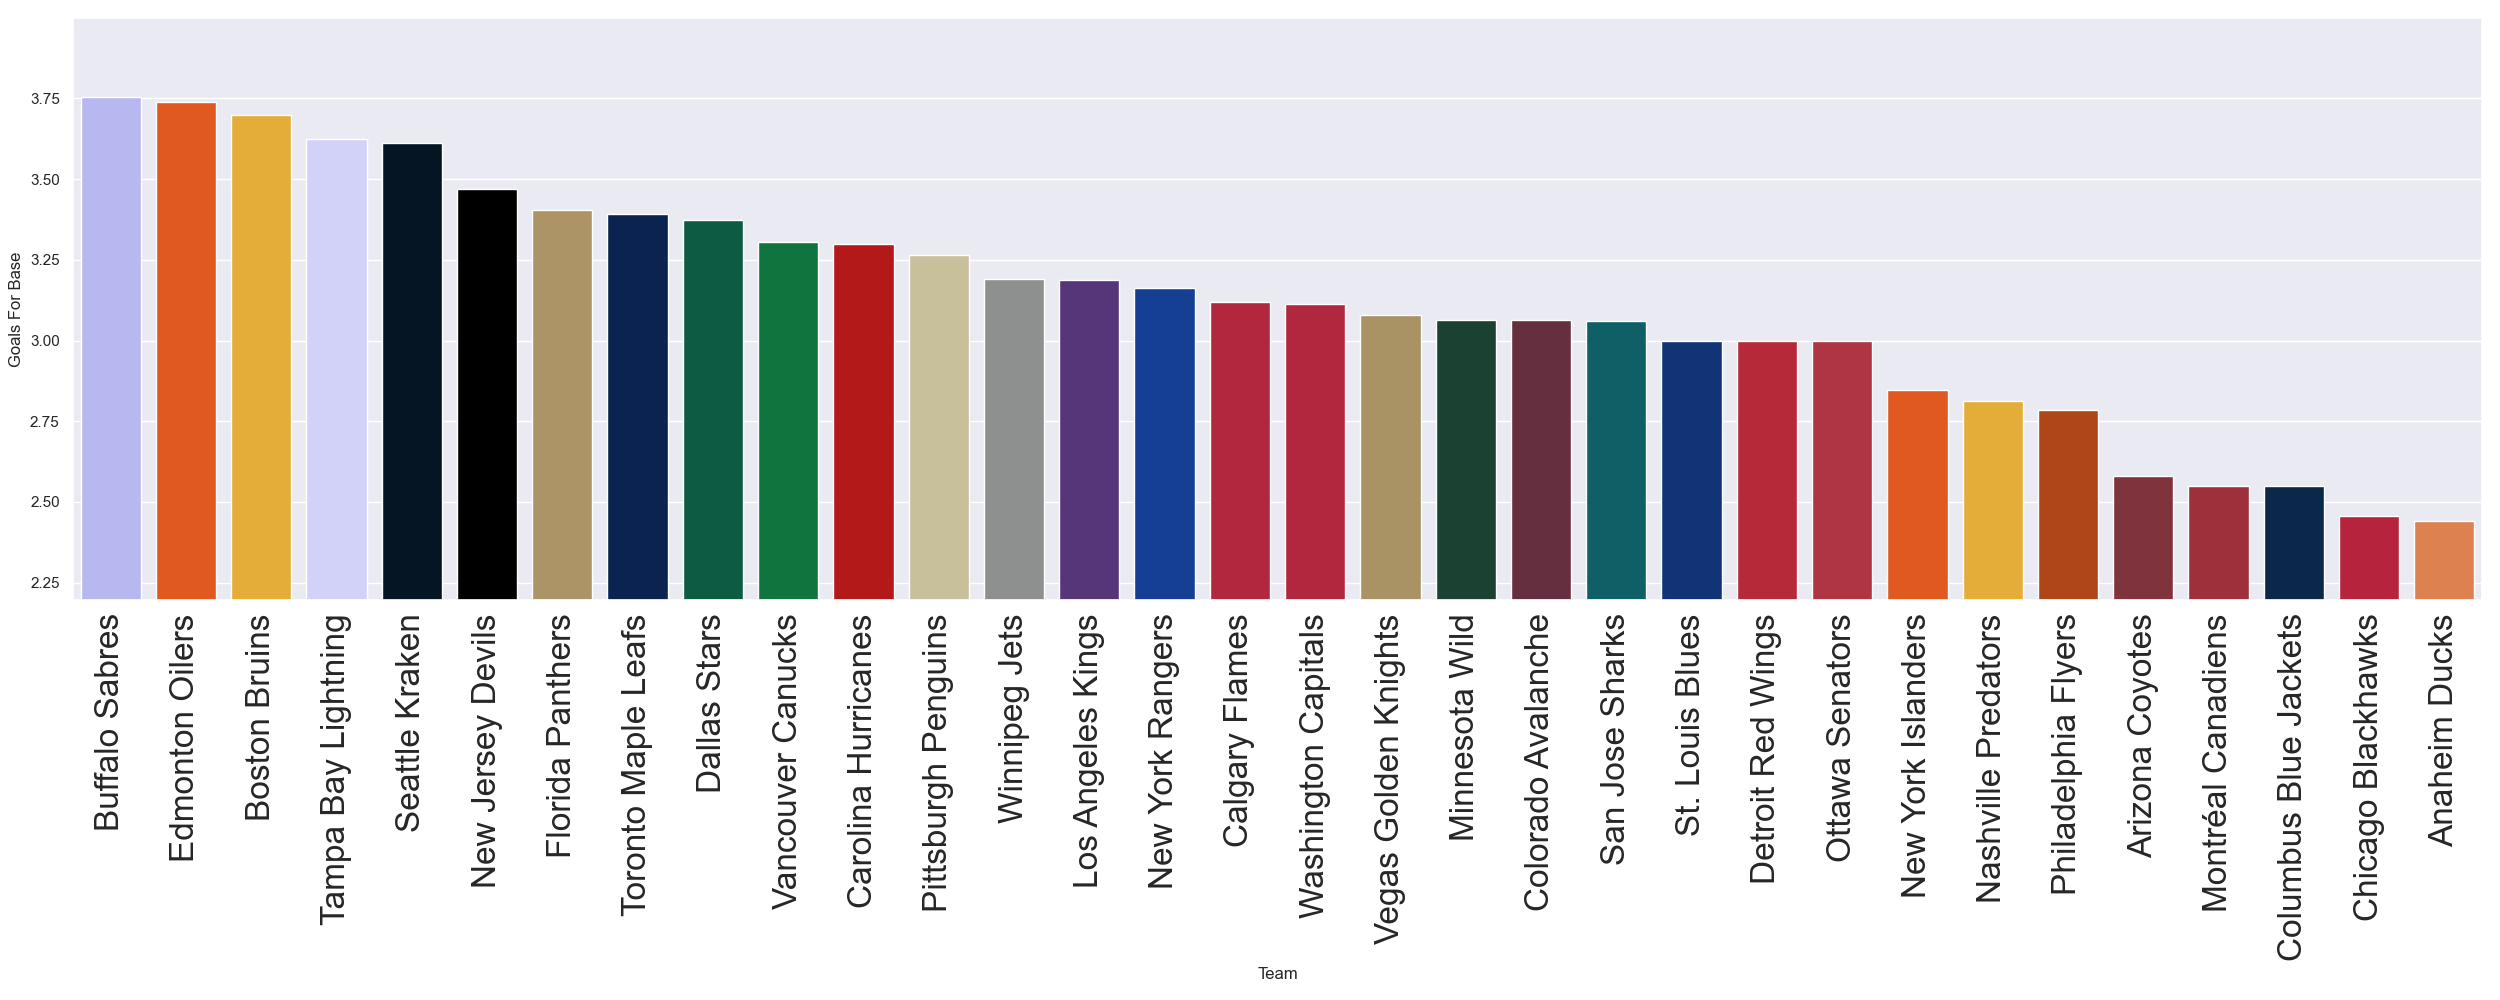 3.75
3.50
3.25
3.00
2.75
2.50
2.25
Goals For Base
Buffalo Sabres
Edmonton Oilers
Boston Bruins
Tampa Bay Lightning
Seattle Kraken
New Jersey Devils
Florida Panthers
Toronto Maple Leafs
Dallas Stars
Vancouver Canucks
Carolina Hurricanes
Pittsburgh Penguins
Winnipeg Jets
Los Angeles Kings
New York Rangers
Calgary Flames
Washington Capitals
Vegas Golden Knights
Minnesota Wild
Colorado Avalanche
San Jose Sharks
St. Louis Blues
Detroit Red Wings
Ottawa Senators
New York Islanders
Nashville Predators
Philadelphia Flyers
Arizona Coyotes
Montréal Canadiens
Columbus Blue Jackets
Chicago Blackhawks
Anaheim Ducks
Team